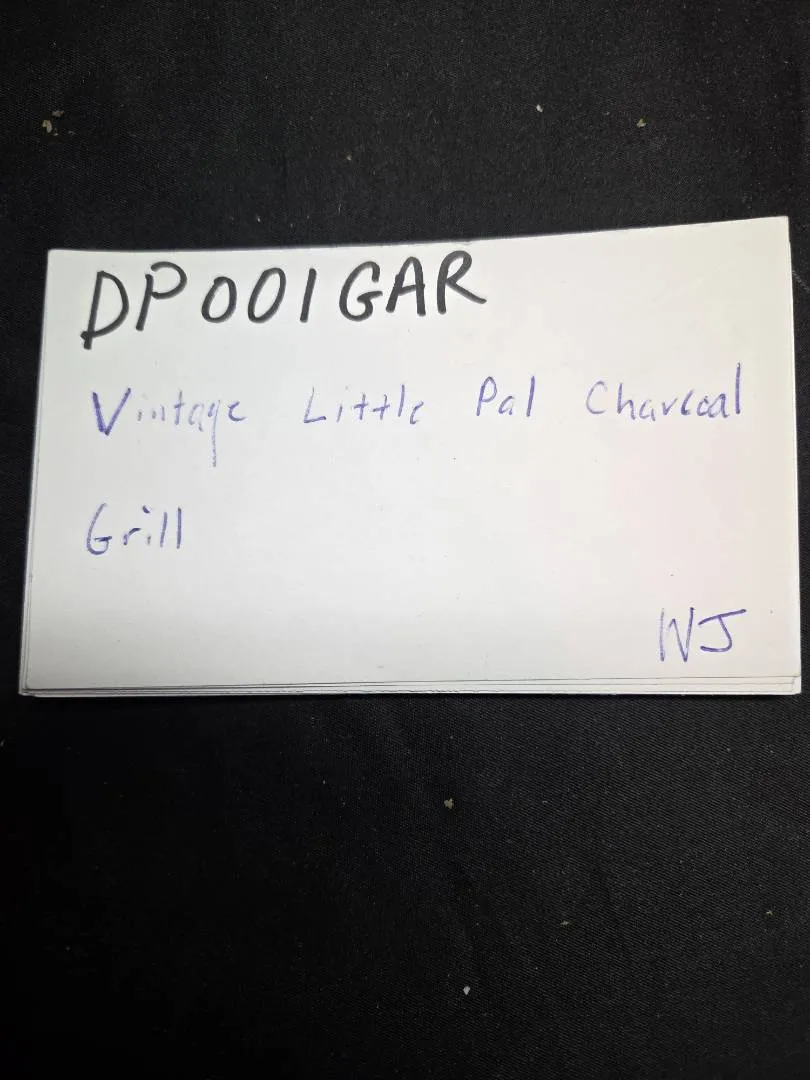 DP001GAR
Vintage Little Pal Charcoal
Grill
WJ